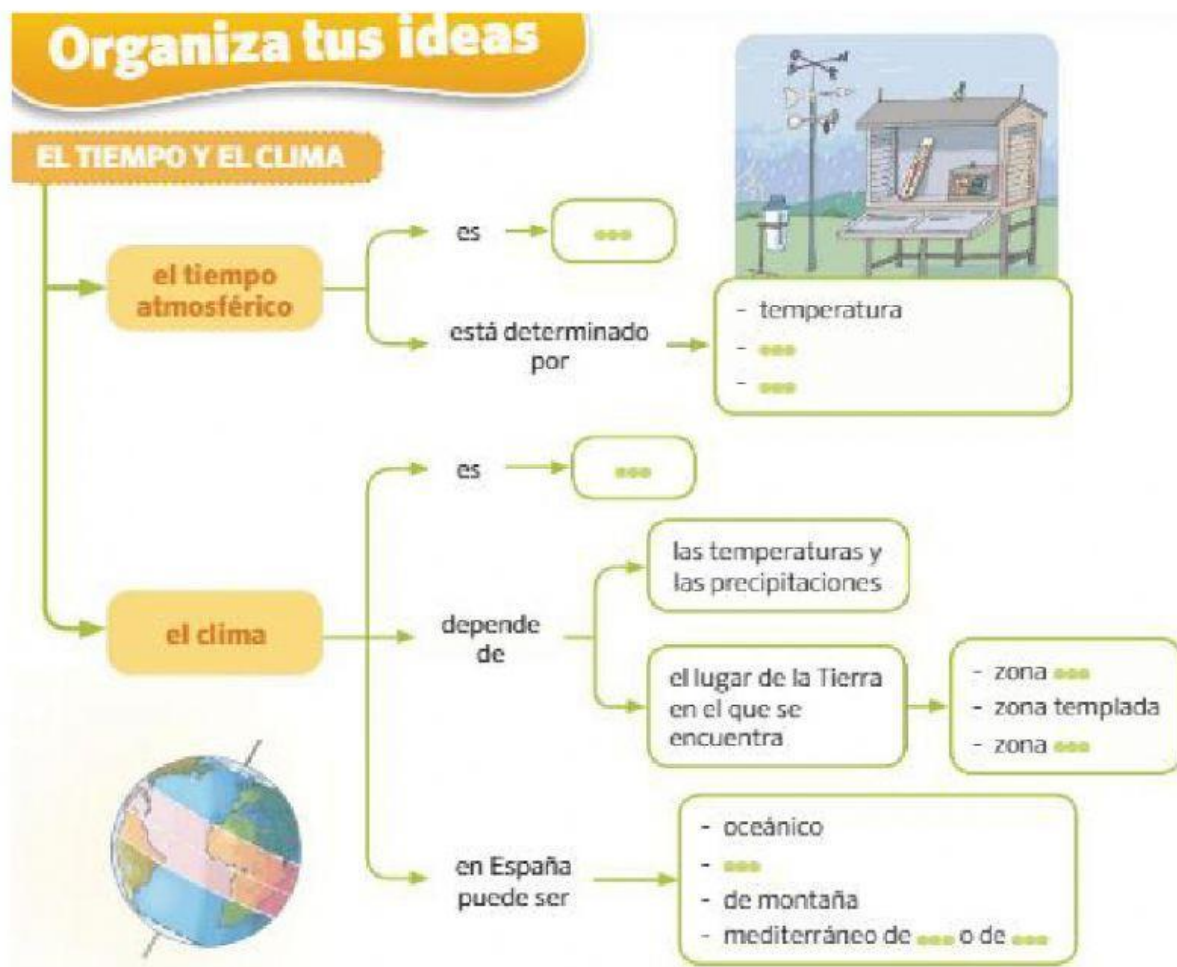 Organiza tus ideas
EL TIEMPO Y EL CLIMA
el tiempo
atmosférico
es
está determinado
por
- temperatura
-
-
el clima
es
depende
de
las temperaturas y
las precipitaciones
el lugar de la Tierra
en el que se
encuentra
- zona
- zona templada
- zona
en España
puede ser
- oceánico
-
- de montaña
- mediterráneo de ●●● o de ●●●